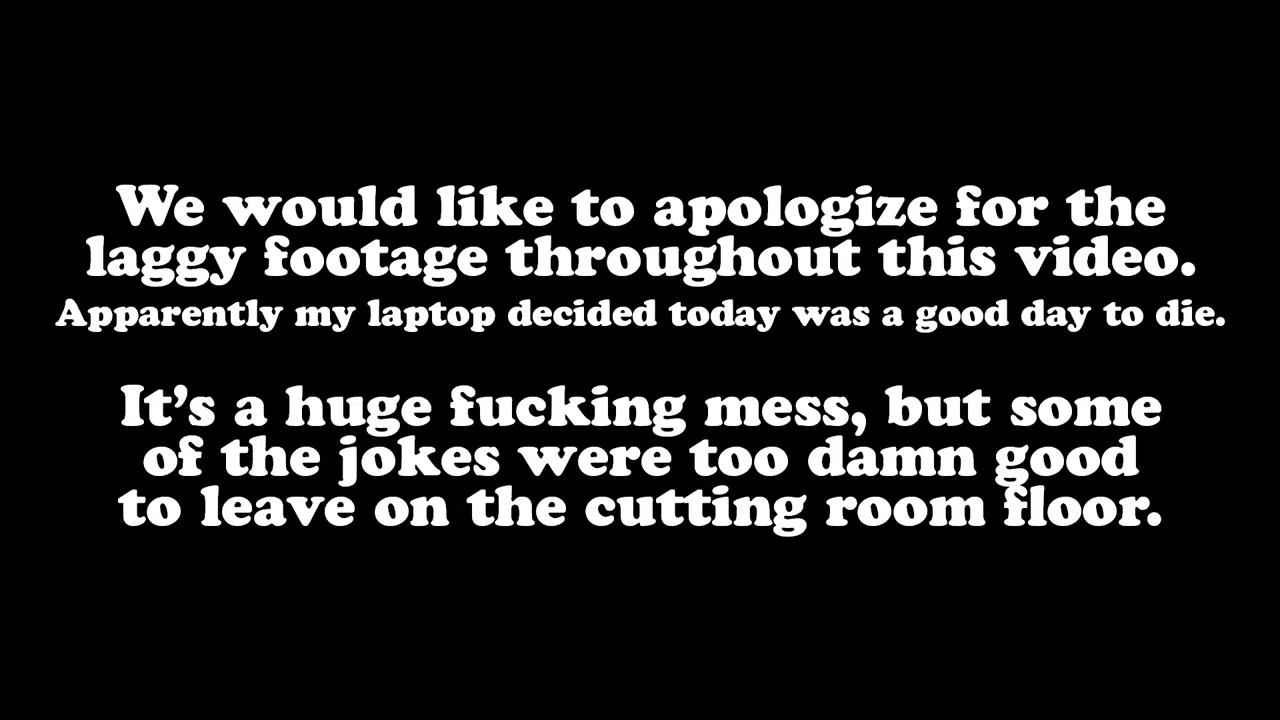 We would like to apologize for the
laggy footage throughout this video.
Apparently my laptop decided today was a good day to die.
It’s a huge fucking mess, but some
of the jokes were too damn good
to leave on the cutting room floor.